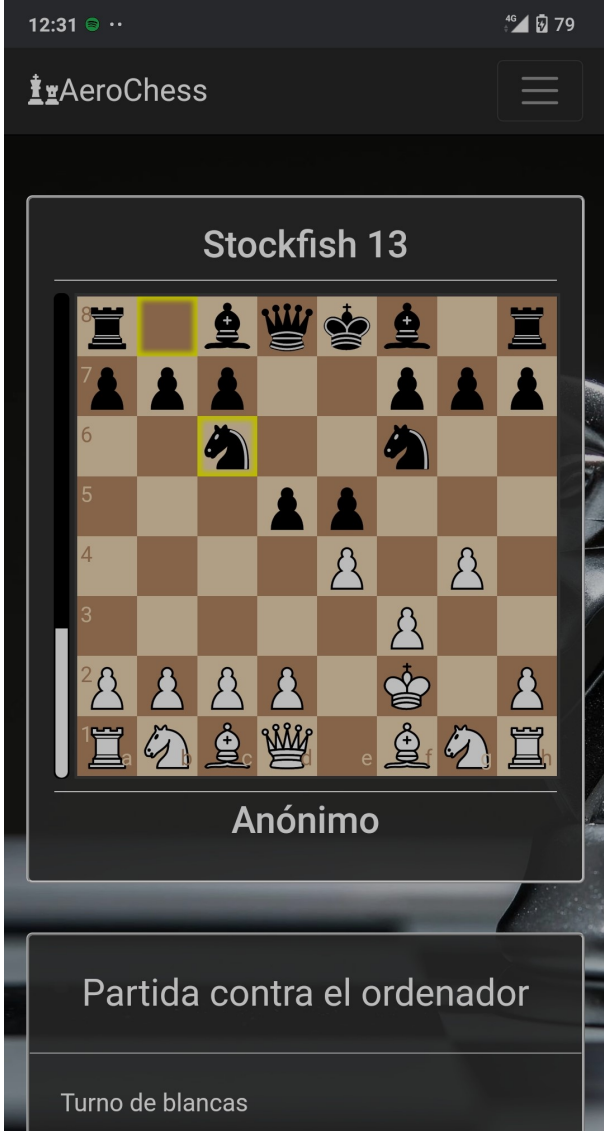 12:31
4G 79
AeroChess
Stockfish 13
8
7
6
5
4
3
2
1 a b c d e f g h
Anónimo
Partida contra el ordenador
Turno de blancas